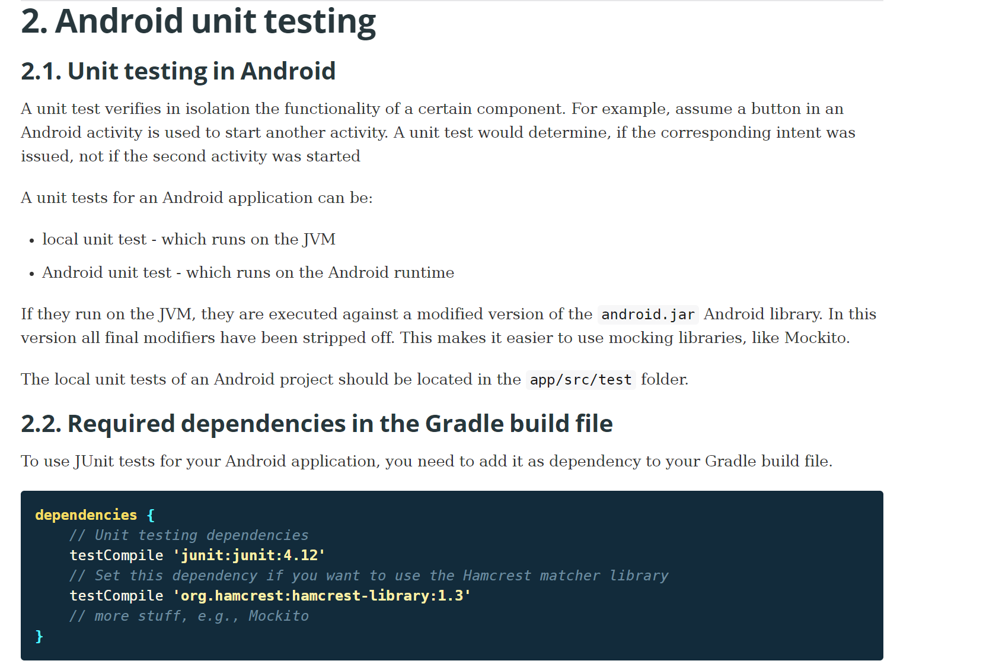 2. Android unit testing
2.1. Unit testing in Android
A unit test verifies in isolation the functionality of a certain component. For example, assume a button in an
Android activity is used to start another activity. A unit test would determine, if the corresponding intent was
issued, not if the second activity was started
A unit tests for an Android application can be:
• local unit test - which runs on the JVM
• Android unit test - which runs on the Android runtime
If they run on the JVM, they are executed against a modified version of the android.jar Android library. In this
version all final modifiers have been stripped off. This makes it easier to use mocking libraries, like Mockito.
The local unit tests of an Android project should be located in the app/src/test folder.
2.2. Required dependencies in the Gradle build file
To use JUnit tests for your Android application, you need to add it as dependency to your Gradle build file.
dependencies {
    // Unit testing dependencies
    testCompile 'junit:junit:4.12'
    // Set this dependency if you want to use the Hamcrest matcher library
    testCompile 'org.hamcrest:hamcrest-library:1.3'
    // more stuff, e.g., Mockito
}